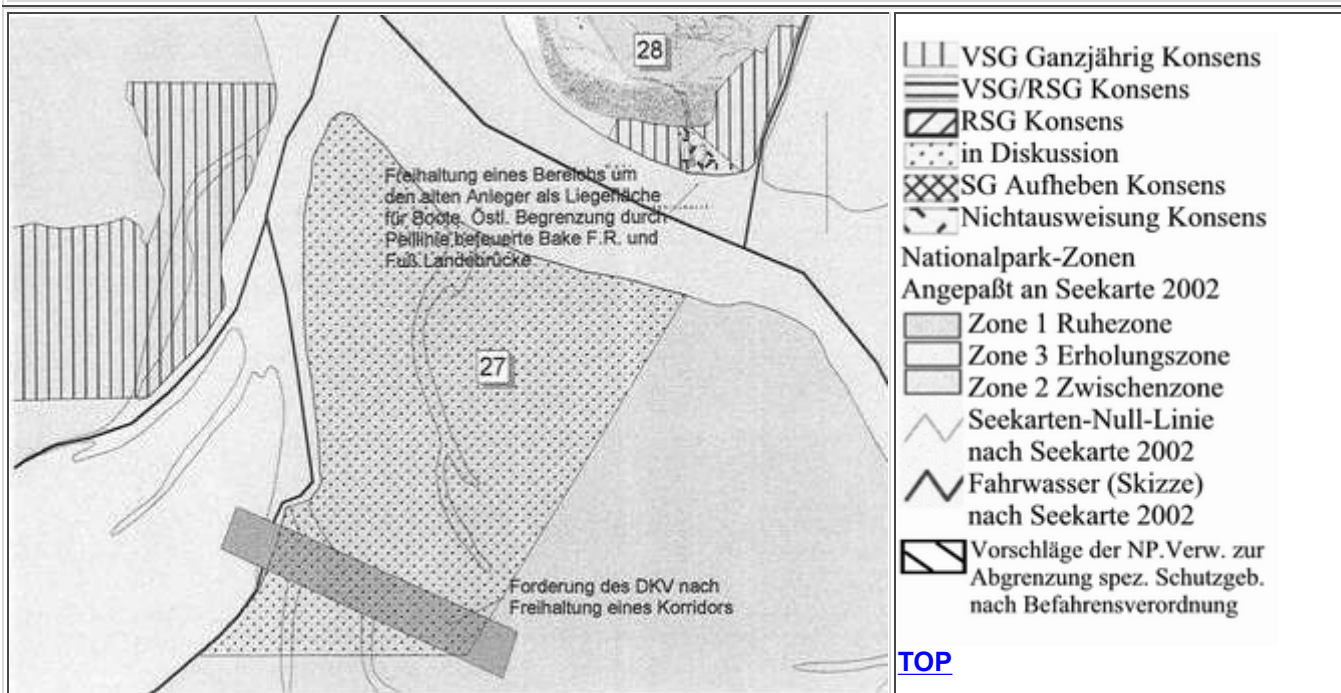 28
Freihaltung eines Bereichs um
den alten Anleger als Liegefläche
für Boote, Östl. Begrenzung durch
Peillinie befeuerte Bake F.R. und
Fuß Landebrücke
27
Forderung des DKV nach
Freihaltung eines Korridors
VSG Ganzjährig Konsens
VSG/RSG Konsens
RSG Konsens
in Diskussion
SG Aufheben Konsens
Nichtausweisung Konsens
Nationalpark-Zonen
Angepaßt an Seekarte 2002
Zone 1 Ruhezone
Zone 3 Erholungszone
Zone 2 Zwischenzone
Seekarten-Null-Linie
nach Seekarte 2002
Fahrwasser (Skizze)
nach Seekarte 2002
Vorschläge der NP.Verw. zur
Abgrenzung spez. Schutzgeb.
nach Befahrensverordnung
TOP